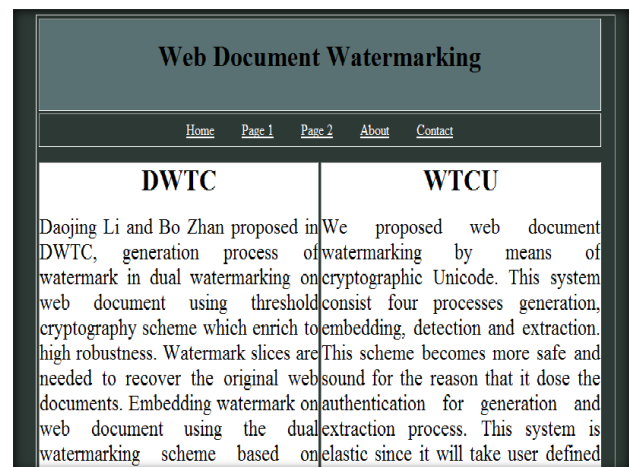 Web Document Watermarking
Home Page 1 Page 2 About Contact
DWTC
Daojing Li and Bo Zhan proposed in
DWTC, generation process of
watermark in dual watermarking on
web document using threshold
cryptography scheme which enrich to
high robustness. Watermark slices are
needed to recover the original web
documents. Embedding watermark on
web document using the dual
watermarking scheme based on
WTCU
We proposed web document
watermarking by means of
cryptographic Unicode. This system
consist four processes generation,
embedding, detection and extraction.
This scheme becomes more safe and
sound for the reason that it dose the
authentication for generation and
extraction process. This system is
elastic since it will take user defined